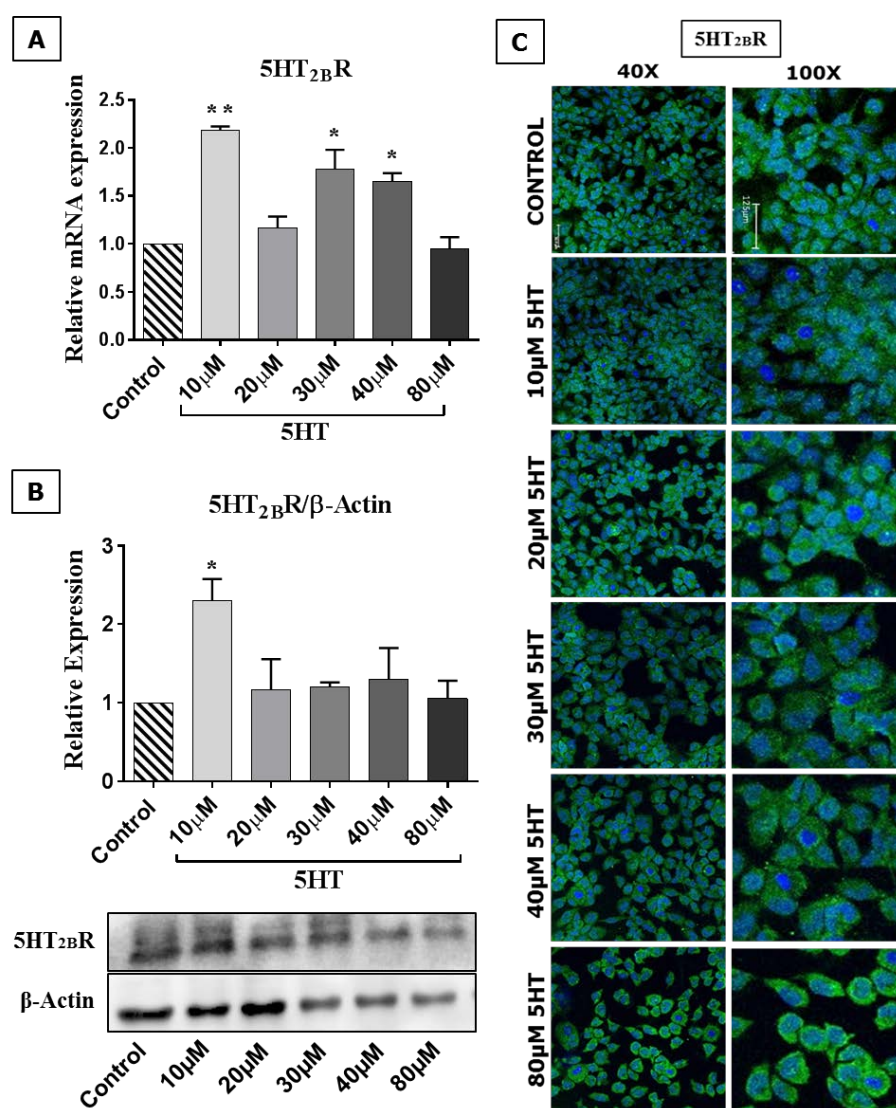 A
5HT2BR
Relative mRNA expression
2.5
2.0
1.5
1.0
0.5
0.0
**
*
*
Control
10µM
20µM
30µM
40µM
80µM
5HT
B
5HT2BR/β-Actin
Relative Expression
3
2
1
0
*
Control
10µM
20µM
30µM
40µM
80µM
5HT
5HT2BR
β-Actin
Control
10µM
20µM
30µM
40µM
80µM
C
5HT2BR
40X
100X
CONTROL
125µm
10µM 5HT
20µM 5HT
30µM 5HT
40µM 5HT
80µM 5HT